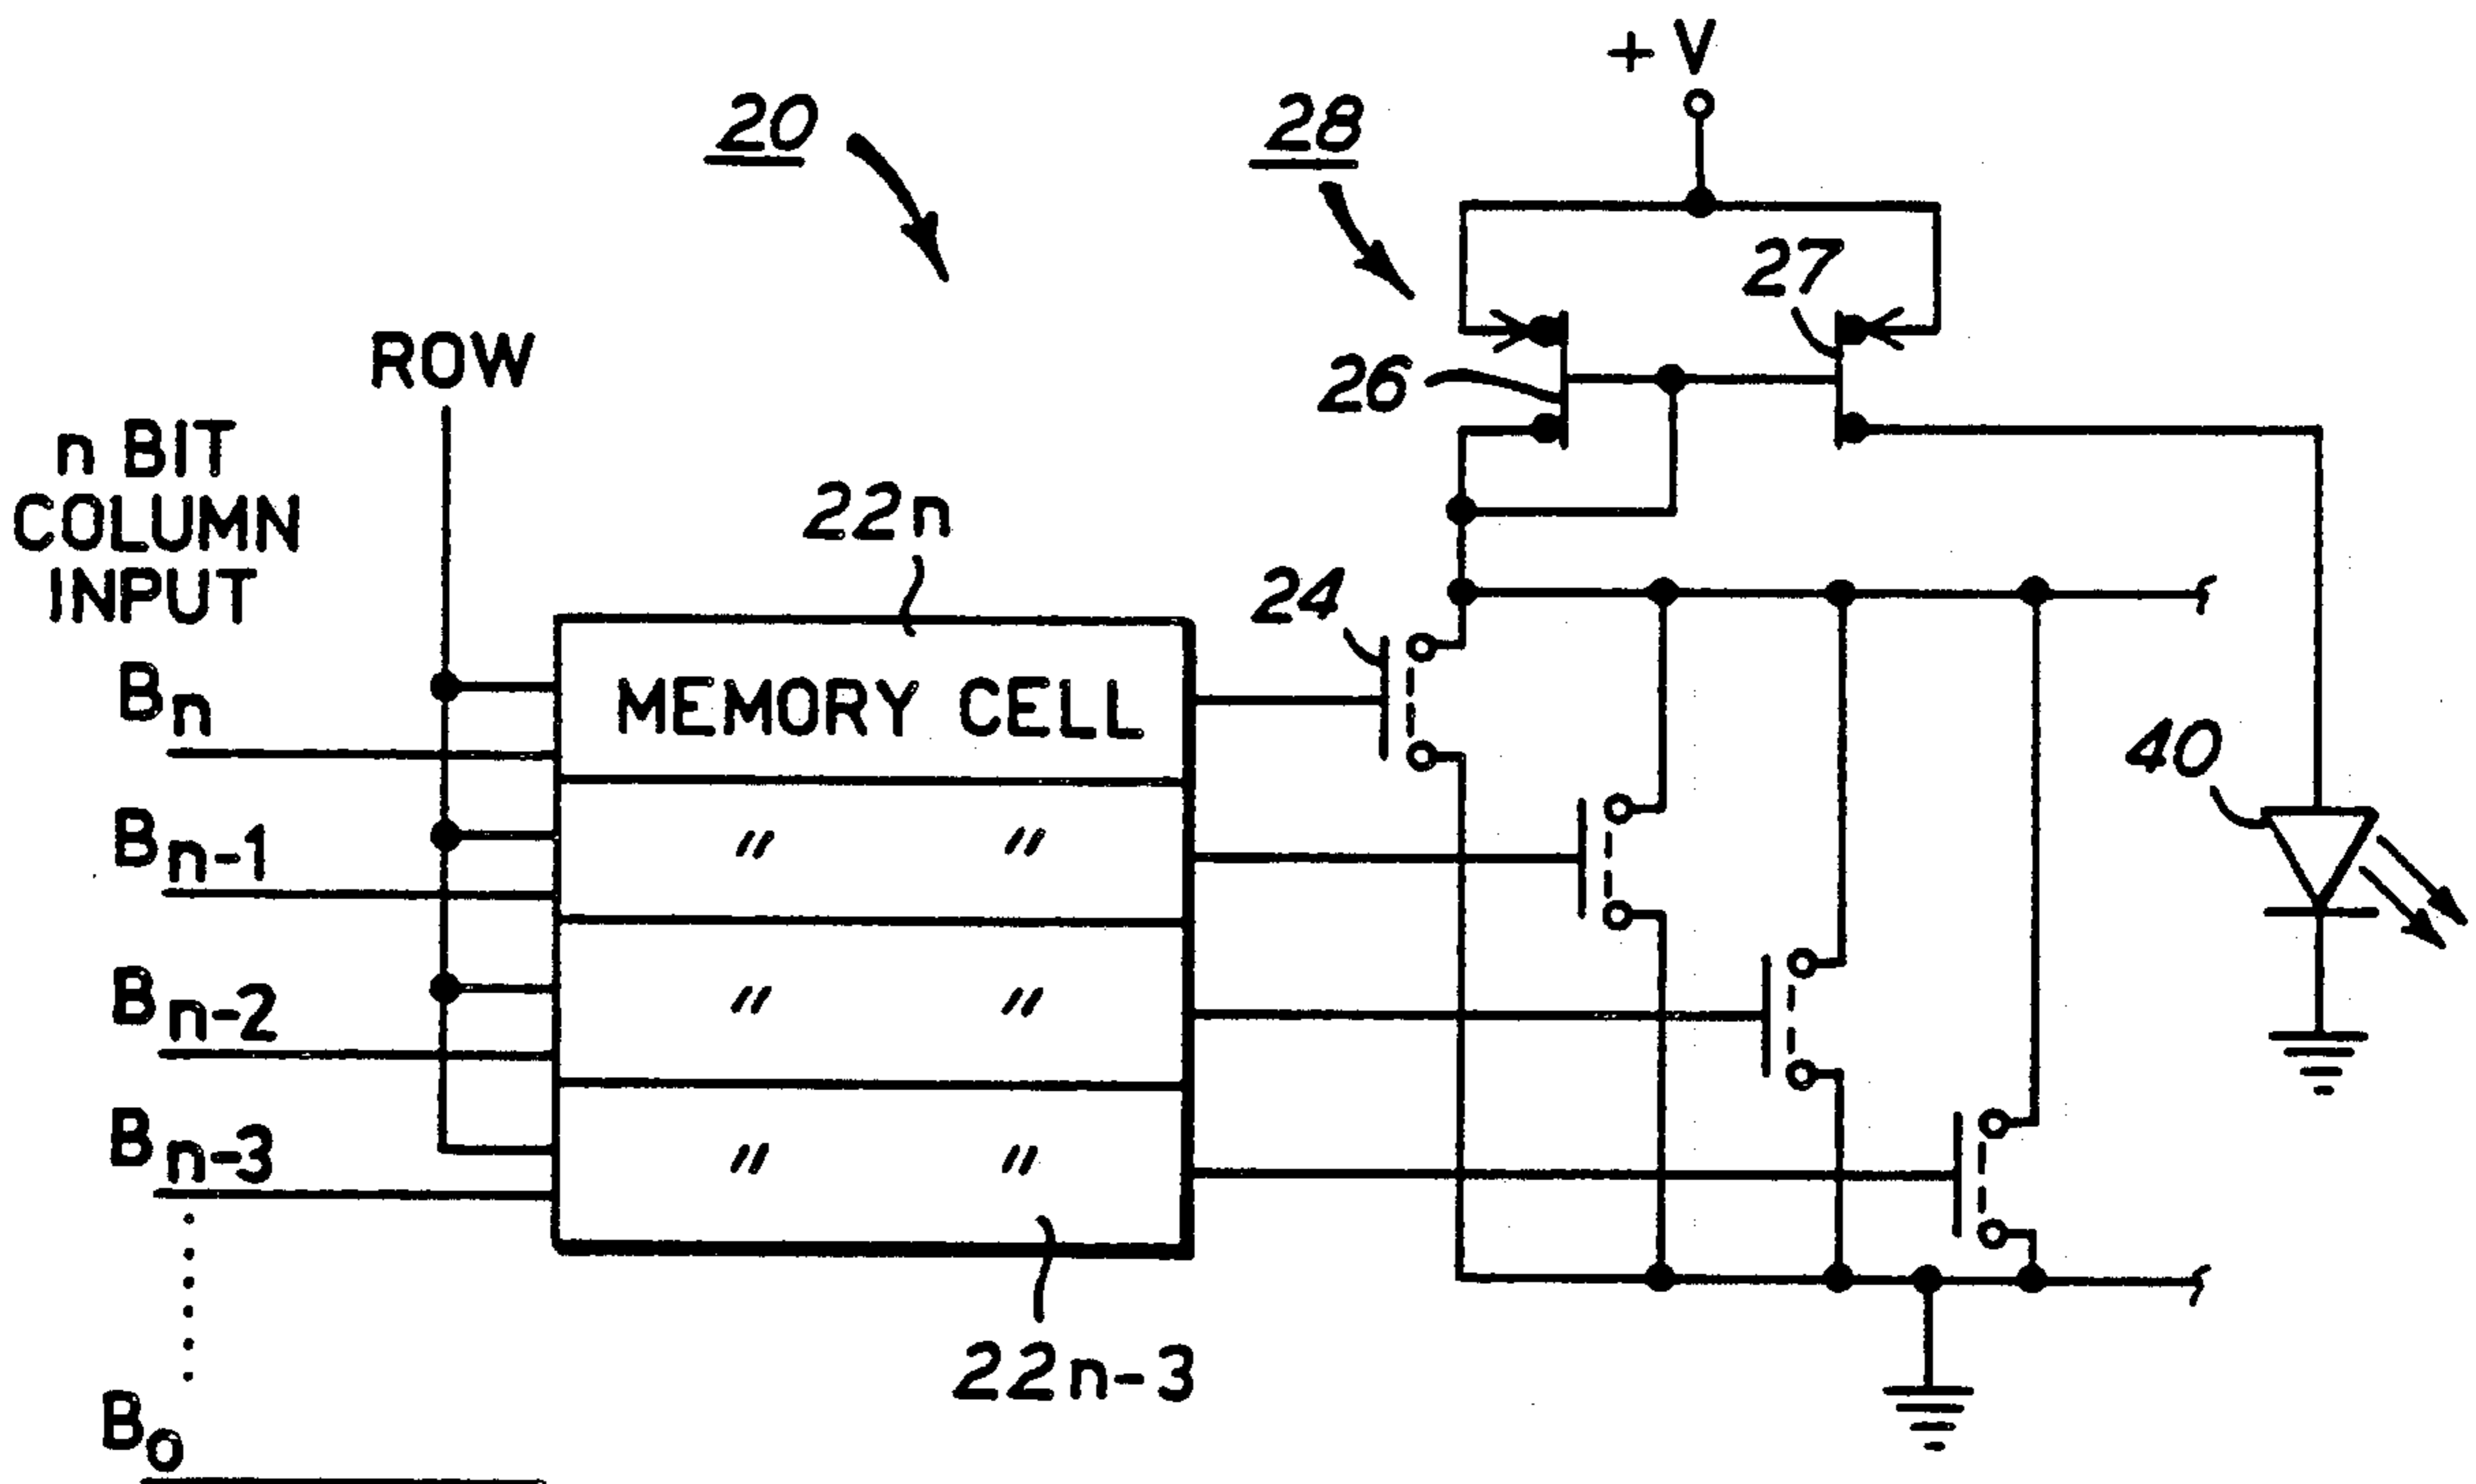 +V
20
28
27
ROW
26
n BIT
COLUMN
INPUT
22n
24
Bn
MEMORY CELL
40
Bn-1
" "
Bn-2
" "
Bn-3
" "
22n-3
B0